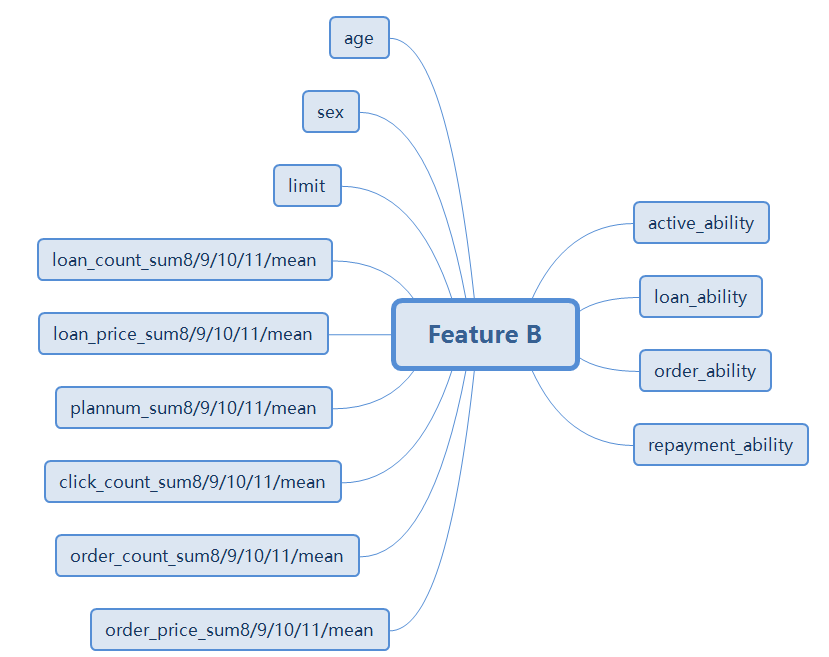 age
sex
limit
loan_count_sum8/9/10/11/mean
loan_price_sum8/9/10/11/mean
plannum_sum8/9/10/11/mean
click_count_sum8/9/10/11/mean
order_count_sum8/9/10/11/mean
order_price_sum8/9/10/11/mean
Feature B
active_ability
loan_ability
order_ability
repayment_ability